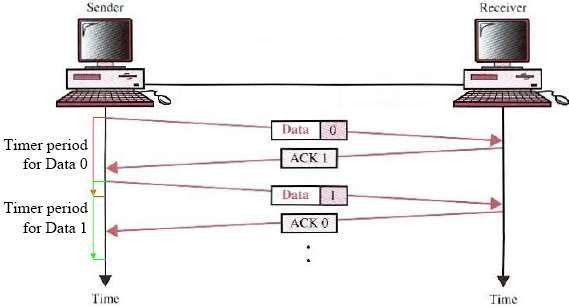 Sender
Receiver
Data 0
Timer period
for Data 0
ACK 1
Data 1
Timer period
for Data 1
ACK 0
Time
Time